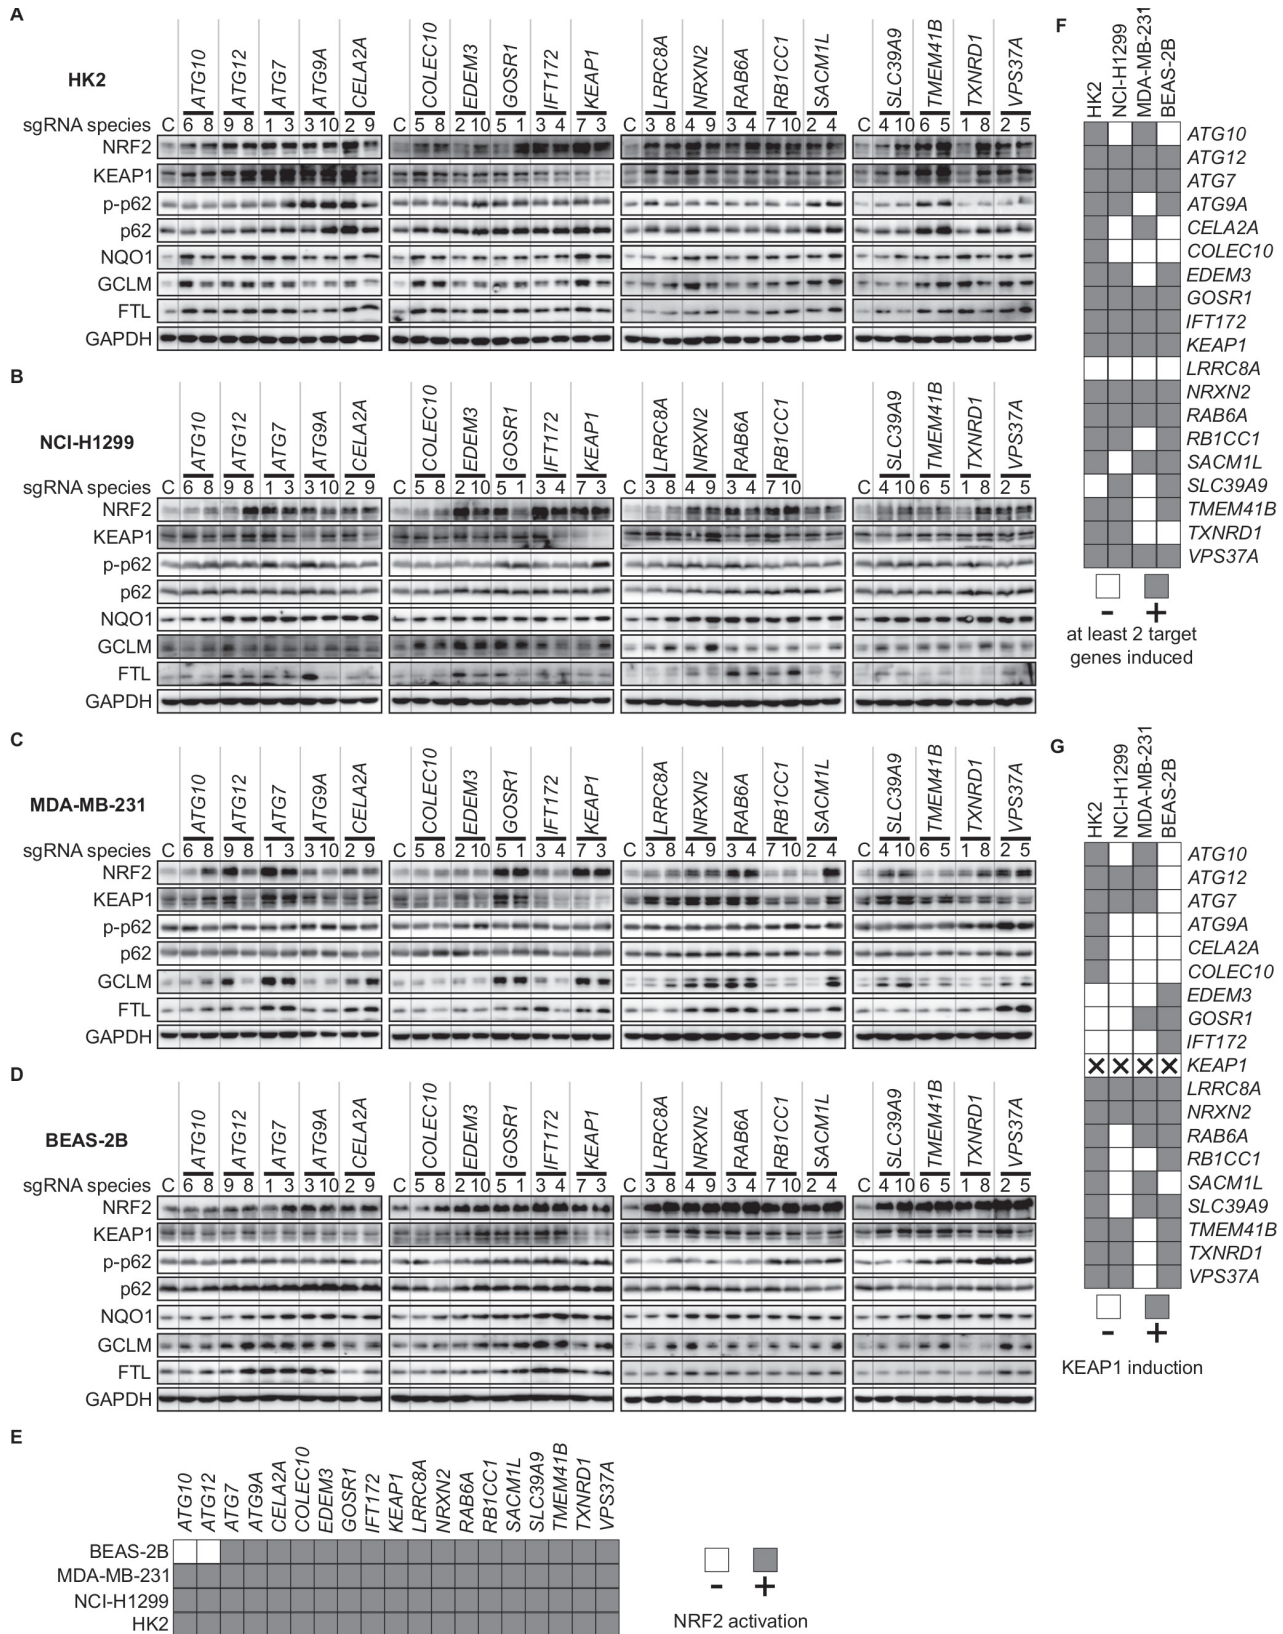 A
HK2
ATG10 ATG12 ATG7 ATG9A CELA2A COLEC10 EDEM3 GOSR1 IFT172 KEAP1 LRRC8A NRXN2 RAB6A RB1CC1 SACM1L SLC39A9 TMEM41B TXNRD1 VPS37A
sgRNA species C 6 8 9 8 1 3 3 10 2 9 C 5 8 2 10 5 1 3 4 7 3 C 3 8 4 9 3 4 7 10 2 4 C 4 10 6 5 1 8 2 5
NRF2
KEAP1
p-p62
p62
NQO1
GCLM
FTL
GAPDH
B
NCI-H1299
ATG10 ATG12 ATG7 ATG9A CELA2A COLEC10 EDEM3 GOSR1 IFT172 KEAP1 LRRC8A NRXN2 RAB6A RB1CC1 SLC39A9 TMEM41B TXNRD1 VPS37A
sgRNA species C 6 8 9 8 1 3 3 10 2 9 C 5 8 2 10 5 1 3 4 7 3 C 3 8 4 9 3 4 7 10 2 4 C 4 10 6 5 1 8 2 5
NRF2
KEAP1
p-p62
p62
NQO1
GCLM
FTL
GAPDH
C
MDA-MB-231
ATG10 ATG12 ATG7 ATG9A CELA2A COLEC10 EDEM3 GOSR1 IFT172 KEAP1 LRRC8A NRXN2 RAB6A RB1CC1 SACM1L SLC39A9 TMEM41B TXNRD1 VPS37A
sgRNA species C 6 8 9 8 1 3 3 10 2 9 C 5 8 2 10 5 1 3 4 7 3 C 3 8 4 9 3 4 7 10 2 4 C 4 10 6 5 1 8 2 5
NRF2
KEAP1
p-p62
p62
GCLM
FTL
GAPDH
D
BEAS-2B
ATG10 ATG12 ATG7 ATG9A CELA2A COLEC10 EDEM3 GOSR1 IFT172 KEAP1 LRRC8A NRXN2 RAB6A RB1CC1 SACM1L SLC39A9 TMEM41B TXNRD1 VPS37A
sgRNA species C 6 8 9 8 1 3 3 10 2 9 C 5 8 2 10 5 1 3 4 7 3 C 3 8 4 9 3 4 7 10 2 4 C 4 10 6 5 1 8 2 5
NRF2
KEAP1
p-p62
p62
NQO1
GCLM
FTL
GAPDH
E
ATG10 ATG12 ATG7 ATG9A CELA2A COLEC10 EDEM3 GOSR1 IFT172 KEAP1 LRRC8A NRXN2 RAB6A RB1CC1 SACM1L SLC39A9 TMEM41B TXNRD1 VPS37A
BEAS-2B
MDA-MB-231
NCI-H1299
HK2
- +
NRF2 activation
F
HK2 NCI-H1299 MDA-MB-231 BEAS-2B
ATG10
ATG12
ATG7
ATG9A
CELA2A
COLEC10
EDEM3
GOSR1
IFT172
KEAP1
LRRC8A
NRXN2
RAB6A
RB1CC1
SACM1L
SLC39A9
TMEM41B
TXNRD1
VPS37A
- +
at least 2 target
genes induced
G
HK2 NCI-H1299 MDA-MB-231 BEAS-2B
ATG10
ATG12
ATG7
ATG9A
CELA2A
COLEC10
EDEM3
GOSR1
IFT172
KEAP1
LRRC8A
NRXN2
RAB6A
RB1CC1
SACM1L
SLC39A9
TMEM41B
TXNRD1
VPS37A
- +
KEAP1 induction